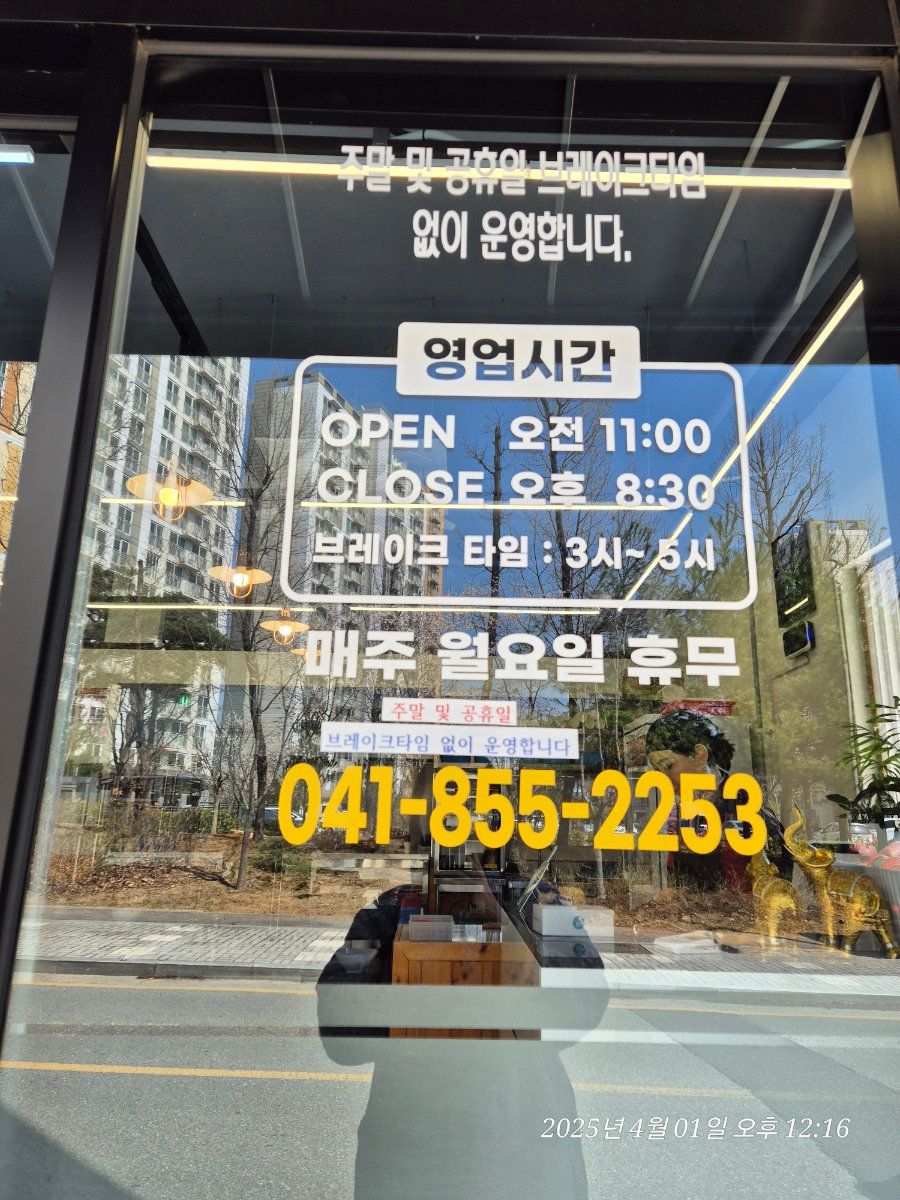 주말 및 공휴일 브레이크타임
없이 운영합니다.
영업시간
OPEN 오전 11:00
CLOSE 오후 8:30
브레이크 타임 : 3시~ 5시
매주 월요일 휴무
주말 및 공휴일
브레이크타임 없이 운영합니다
041-855-2253
2025년 4월 01일 오후 12:16